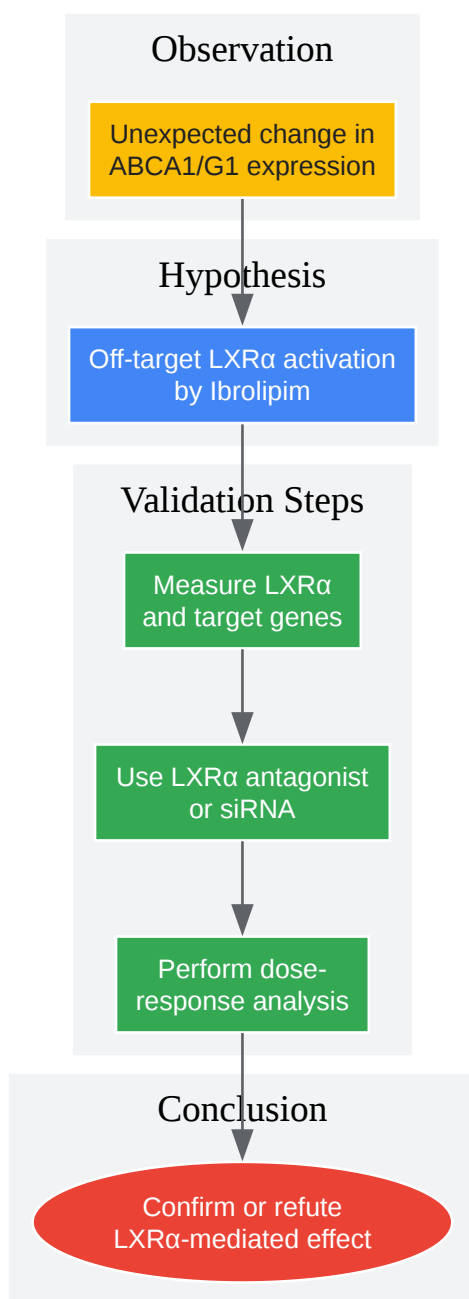 Observation
Unexpected change in
ABCA1/G1 expression
Hypothesis
Off-target LXRα activation
by Ibrolipim
Validation Steps
Measure LXRα
and target genes
Use LXRα antagonist
or siRNA
Perform dose-
response analysis
Conclusion
Confirm or refute
LXRα-mediated effect